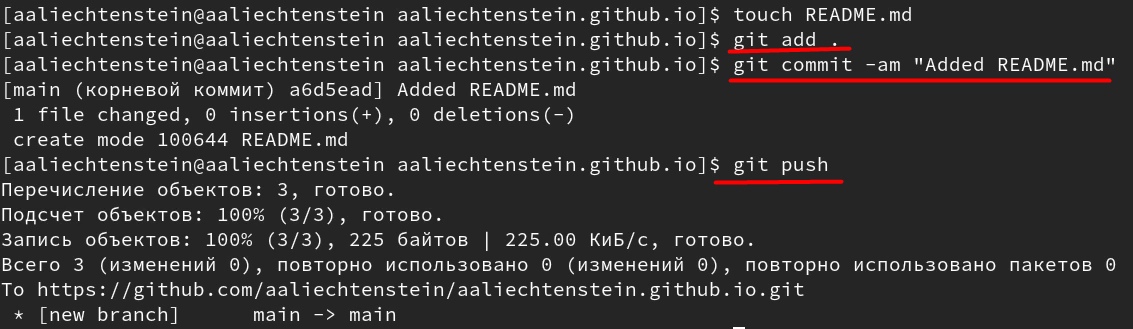 [aaliechtenstein@aaliechtenstein aaliechtenstein.github.io]$ touch README.md
[aaliechtenstein@aaliechtenstein aaliechtenstein.github.io]$ git add .
[aaliechtenstein@aaliechtenstein aaliechtenstein.github.io]$ git commit -am "Added README.md"
[main (корневой коммит) a6d5ead] Added README.md
 1 file changed, 0 insertions(+), 0 deletions(-)
 create mode 100644 README.md
[aaliechtenstein@aaliechtenstein aaliechtenstein.github.io]$ git push
Перечисление объектов: 3, готово.
Подсчет объектов: 100% (3/3), готово.
Запись объектов: 100% (3/3), 225 байтов | 225.00 КиБ/с, готово.
Всего 3 (изменений 0), повторно использовано 0 (изменений 0), повторно использовано пакетов 0
To https://github.com/aaliechtenstein/aaliechtenstein.github.io.git
 * [new branch]      main -> main